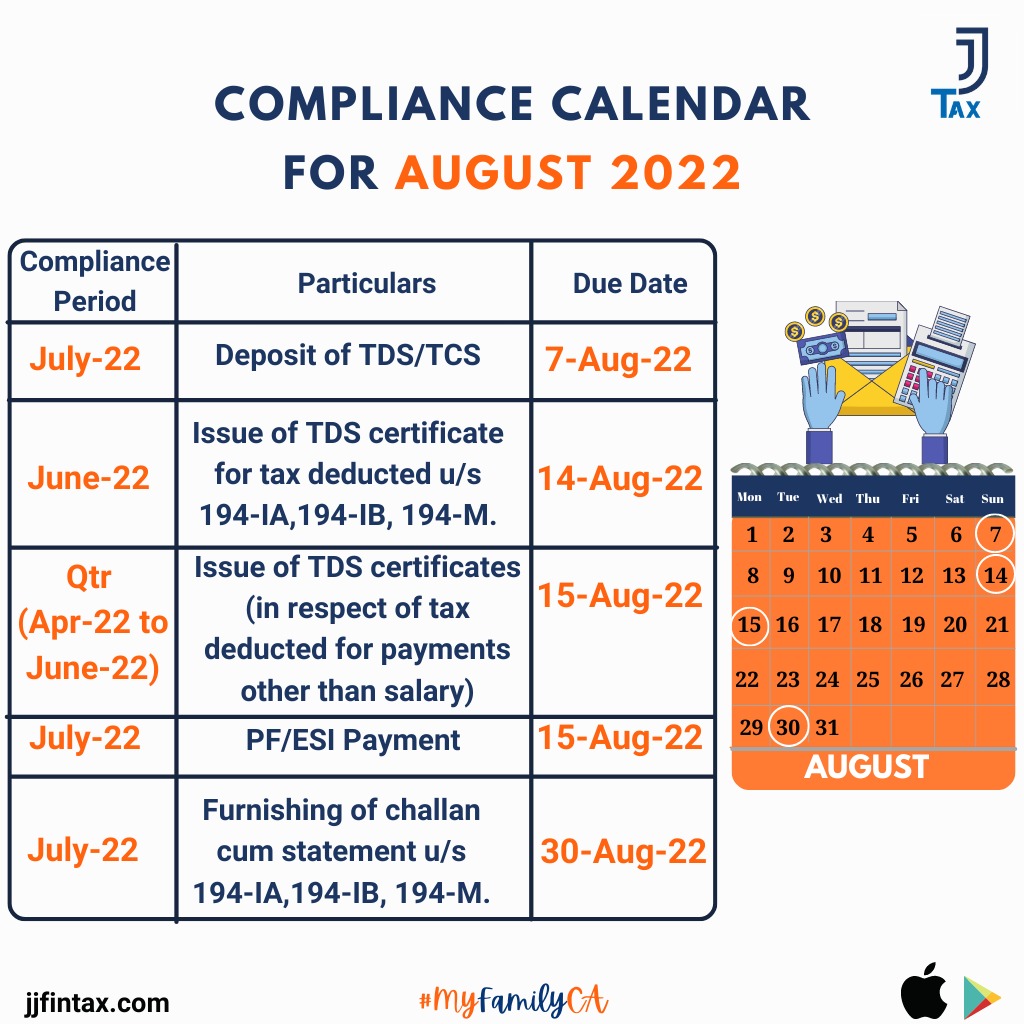 J
TAX
COMPLIANCE CALENDAR
FOR AUGUST 2022
Compliance
Period
Particulars
Due Date
July-22
Deposit of TDS/TCS
7-Aug-22
June-22
Issue of TDS certificate
for tax deducted u/s
194-IA,194-IB, 194-M.
14-Aug-22
Qtr
(Apr-22 to
June-22)
Issue of TDS certificates
(in respect of tax
deducted for payments
other than salary)
15-Aug-22
July-22
PF/ESI Payment
15-Aug-22
July-22
Furnishing of challan
cum statement u/s
194-IA,194-IB, 194-M.
30-Aug-22
$ $ $
$
Mon Tue Wed Thu Fri Sat Sun
1 2 3 4 5 6 7
8 9 10 11 12 13 14
15 16 17 18 19 20 21
22 23 24 25 26 27 28
29 30 31
AUGUST
jjfintax.com
#MyFamilyCA